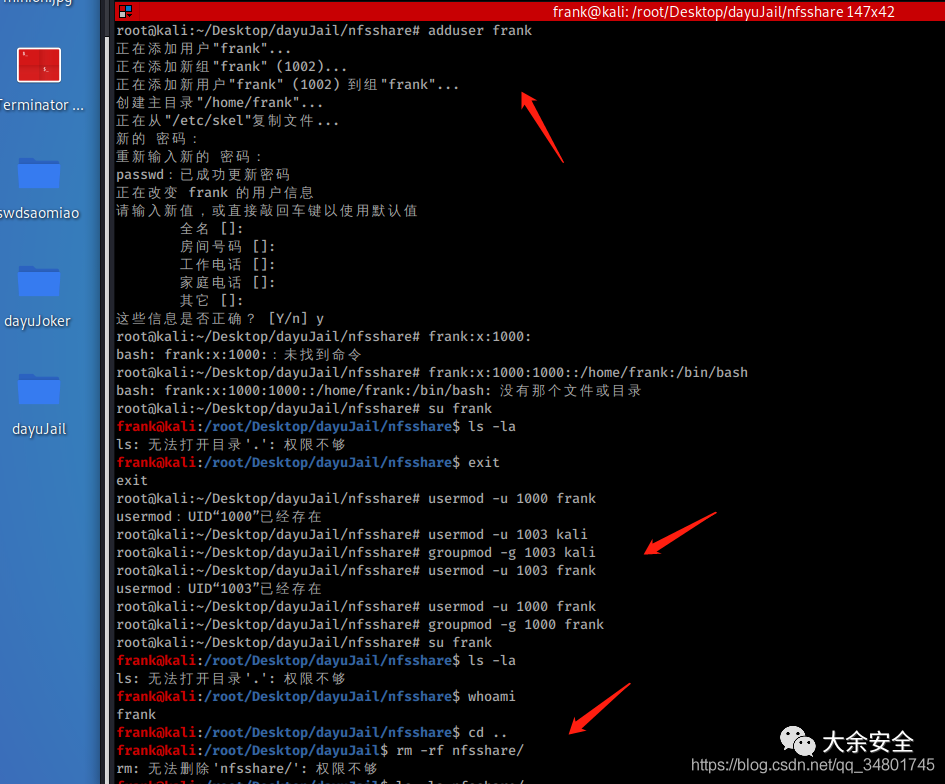 minion.jpg
frank@kali: /root/Desktop/dayuJail/nfsshare 147x42
root@kali:~/Desktop/dayuJail/nfsshare# adduser frank
正在添加用户"frank"...
正在添加新组"frank" (1002)...
正在添加新用户"frank" (1002) 到组"frank"...
创建主目录"/home/frank"...
正在从"/etc/skel"复制文件...
新的 密码：
重新输入新的 密码：
passwd：已成功更新密码
正在改变 frank 的用户信息
请输入新值，或直接敲回车键以使用默认值
全名 []:
房间号码 []:
工作电话 []:
家庭电话 []:
其它 []:
这些信息是否正确？ [Y/n] y
root@kali:~/Desktop/dayuJail/nfsshare# frank:x:1000:
bash: frank:x:1000:：未找到命令
root@kali:~/Desktop/dayuJail/nfsshare# frank:x:1000:1000::/home/frank:/bin/bash
bash: frank:x:1000:1000::/home/frank:/bin/bash: 没有那个文件或目录
root@kali:~/Desktop/dayuJail/nfsshare# su frank
frank@kali:/root/Desktop/dayuJail/nfsshare$ ls -la
ls: 无法打开目录'.': 权限不够
frank@kali:/root/Desktop/dayuJail/nfsshare$ exit
exit
root@kali:~/Desktop/dayuJail/nfsshare# usermod -u 1000 frank
usermod：UID“1000”已经存在
root@kali:~/Desktop/dayuJail/nfsshare# usermod -u 1003 kali
root@kali:~/Desktop/dayuJail/nfsshare# groupmod -g 1003 kali
root@kali:~/Desktop/dayuJail/nfsshare# usermod -u 1003 frank
usermod：UID“1003”已经存在
root@kali:~/Desktop/dayuJail/nfsshare# usermod -u 1000 frank
root@kali:~/Desktop/dayuJail/nfsshare# groupmod -g 1000 frank
root@kali:~/Desktop/dayuJail/nfsshare# su frank
frank@kali:/root/Desktop/dayuJail/nfsshare$ ls -la
ls: 无法打开目录'.': 权限不够
frank@kali:/root/Desktop/dayuJail/nfsshare$ whoami
frank
frank@kali:/root/Desktop/dayuJail/nfsshare$ cd ..
frank@kali:/root/Desktop/dayuJail$ rm -rf nfsshare/
rm: 无法删除'nfsshare/': 权限不够
Terminator ...
swdsaomiao
dayuJoker
dayuJail
大余安全
https://blog.csdn.net/qq_34801745